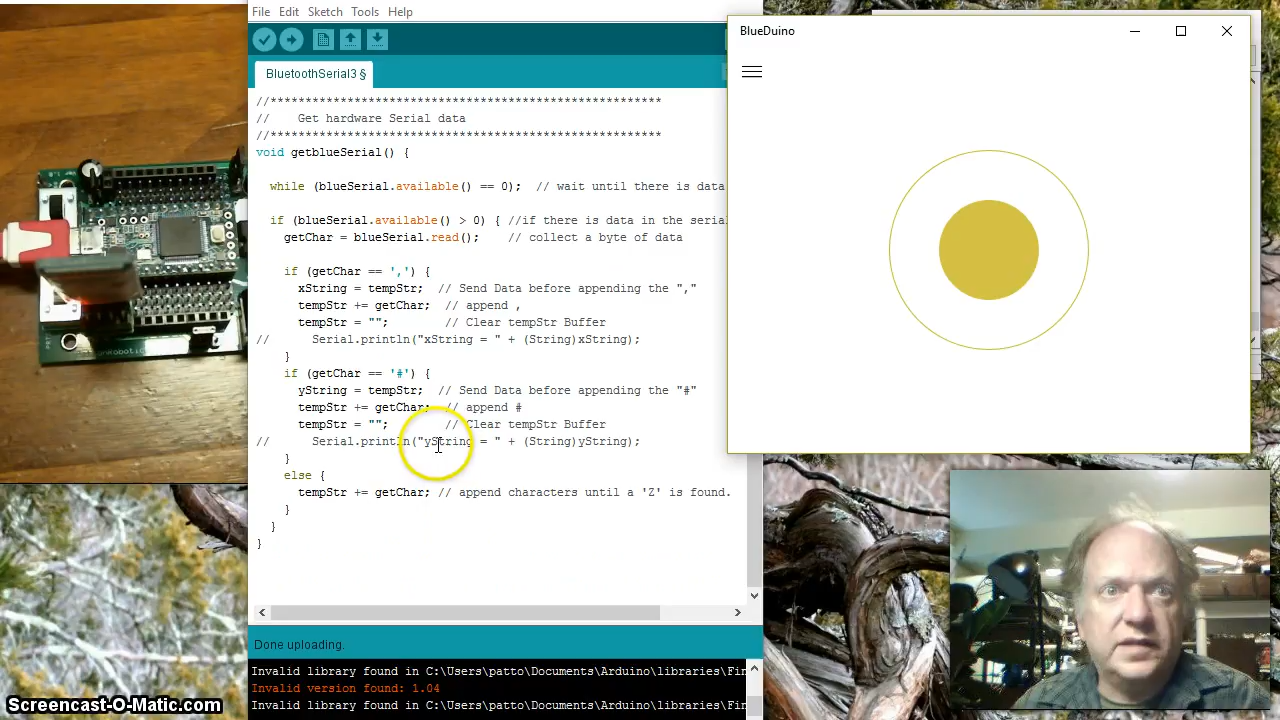 File Edit Sketch Tools Help
BlueDuino
BluetoothSerial3 §
//********************************************************
// Get hardware Serial data
//********************************************************
void getblueSerial() {
while (blueSerial.available() == 0); // wait until there is data
if (blueSerial.available() > 0) { //if there is data in the seria
getChar = blueSerial.read(); // collect a byte of data
if (getChar == ',') {
xString = tempStr; // Send Data before appending the ","
tempStr += getChar; // append ,
tempStr = ""; // Clear tempStr Buffer
// Serial.println("xString = " + (String)xString);
}
if (getChar == '#') {
yString = tempStr; // Send Data before appending the "#"
tempStr += getChar; // append #
tempStr = ""; // Clear tempStr Buffer
// Serial.println("yString = " + (String)yString);
}
else {
tempStr += getChar; // append characters until a 'Z' is found.
}
}
}
Done uploading.
Invalid library found in C:\Users\patto\Documents\Arduino\libraries\Fir
Invalid version found: 1.04
Invalid library found in C:\Users\patto\Documents\Arduino\libraries\Fir
Screencast-O-Matic.com